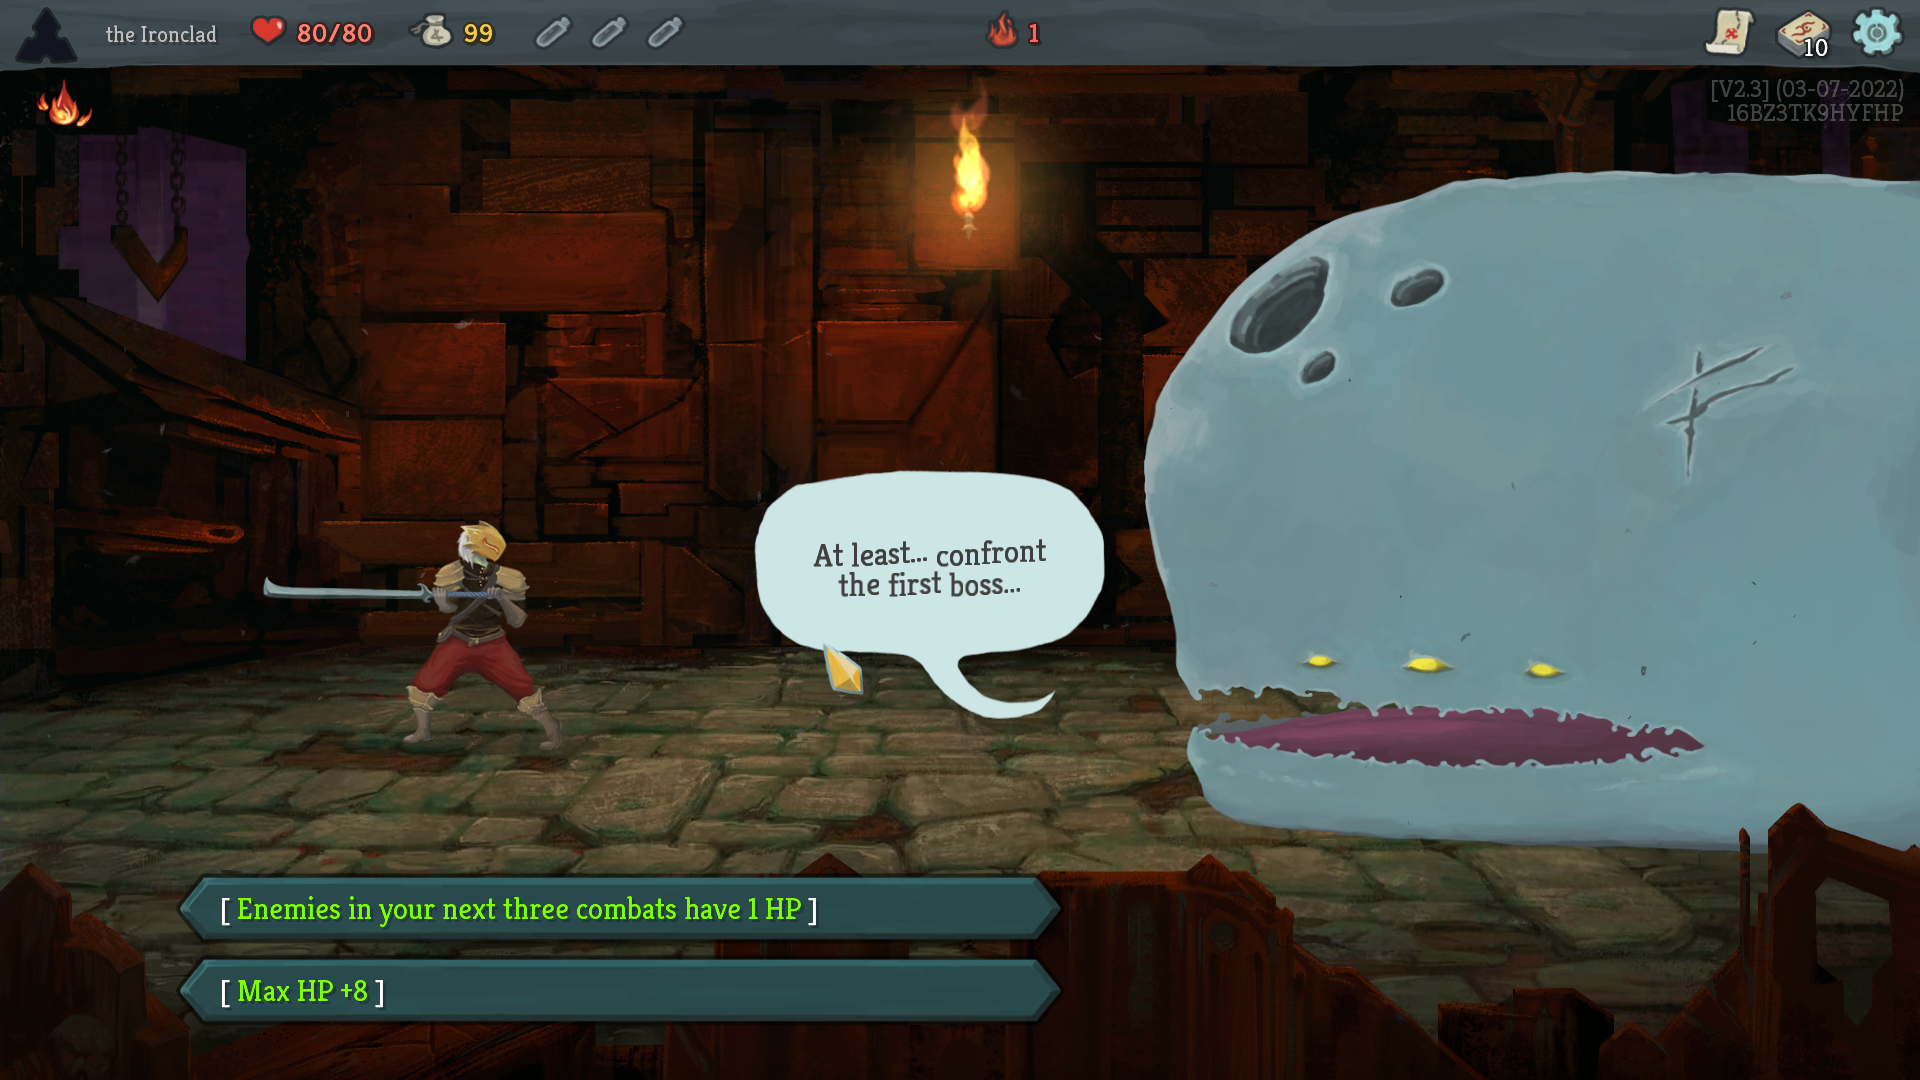 the Ironclad 80/80 99 1 10
[V2.3] (03-07-2022)
16BZ3TK9HYFHP
At least... confront
the first boss...
[ Enemies in your next three combats have 1 HP ]
[ Max HP +8 ]